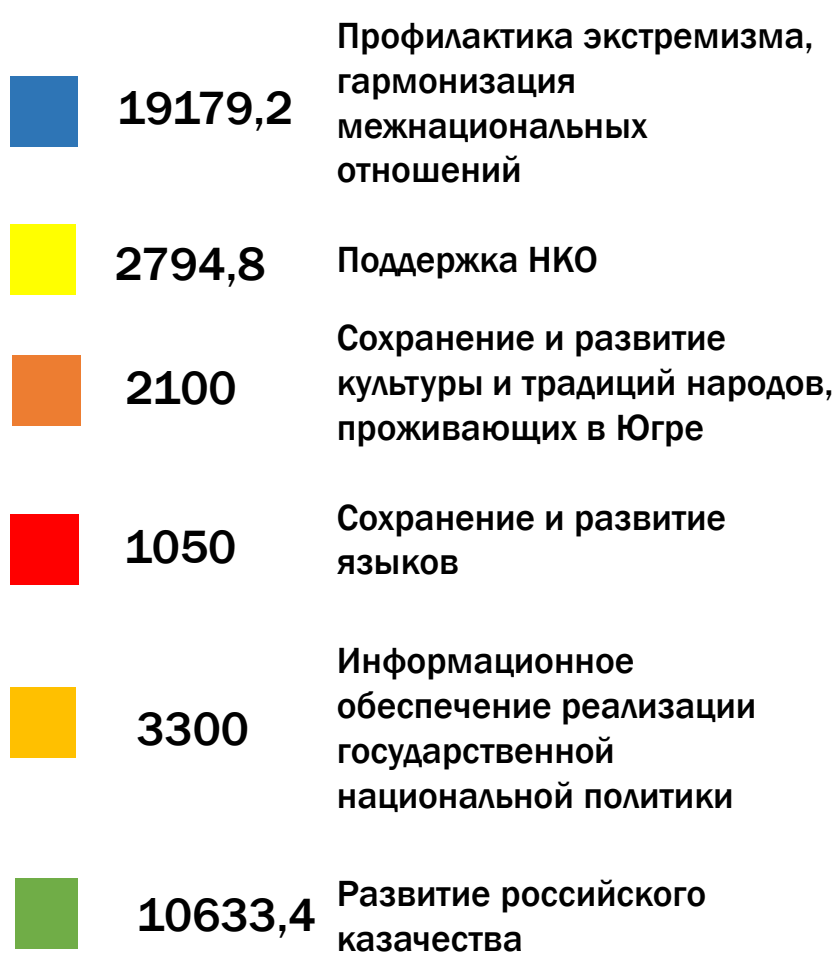 19179,2
Профилактика экстремизма,
гармонизация
межнациональных
отношений
2794,8
Поддержка НКО
2100
Сохранение и развитие
культуры и традиций народов,
проживающих в Югре
1050
Сохранение и развитие
языков
3300
Информационное
обеспечение реализации
государственной
национальной политики
10633,4
Развитие российского
казачества